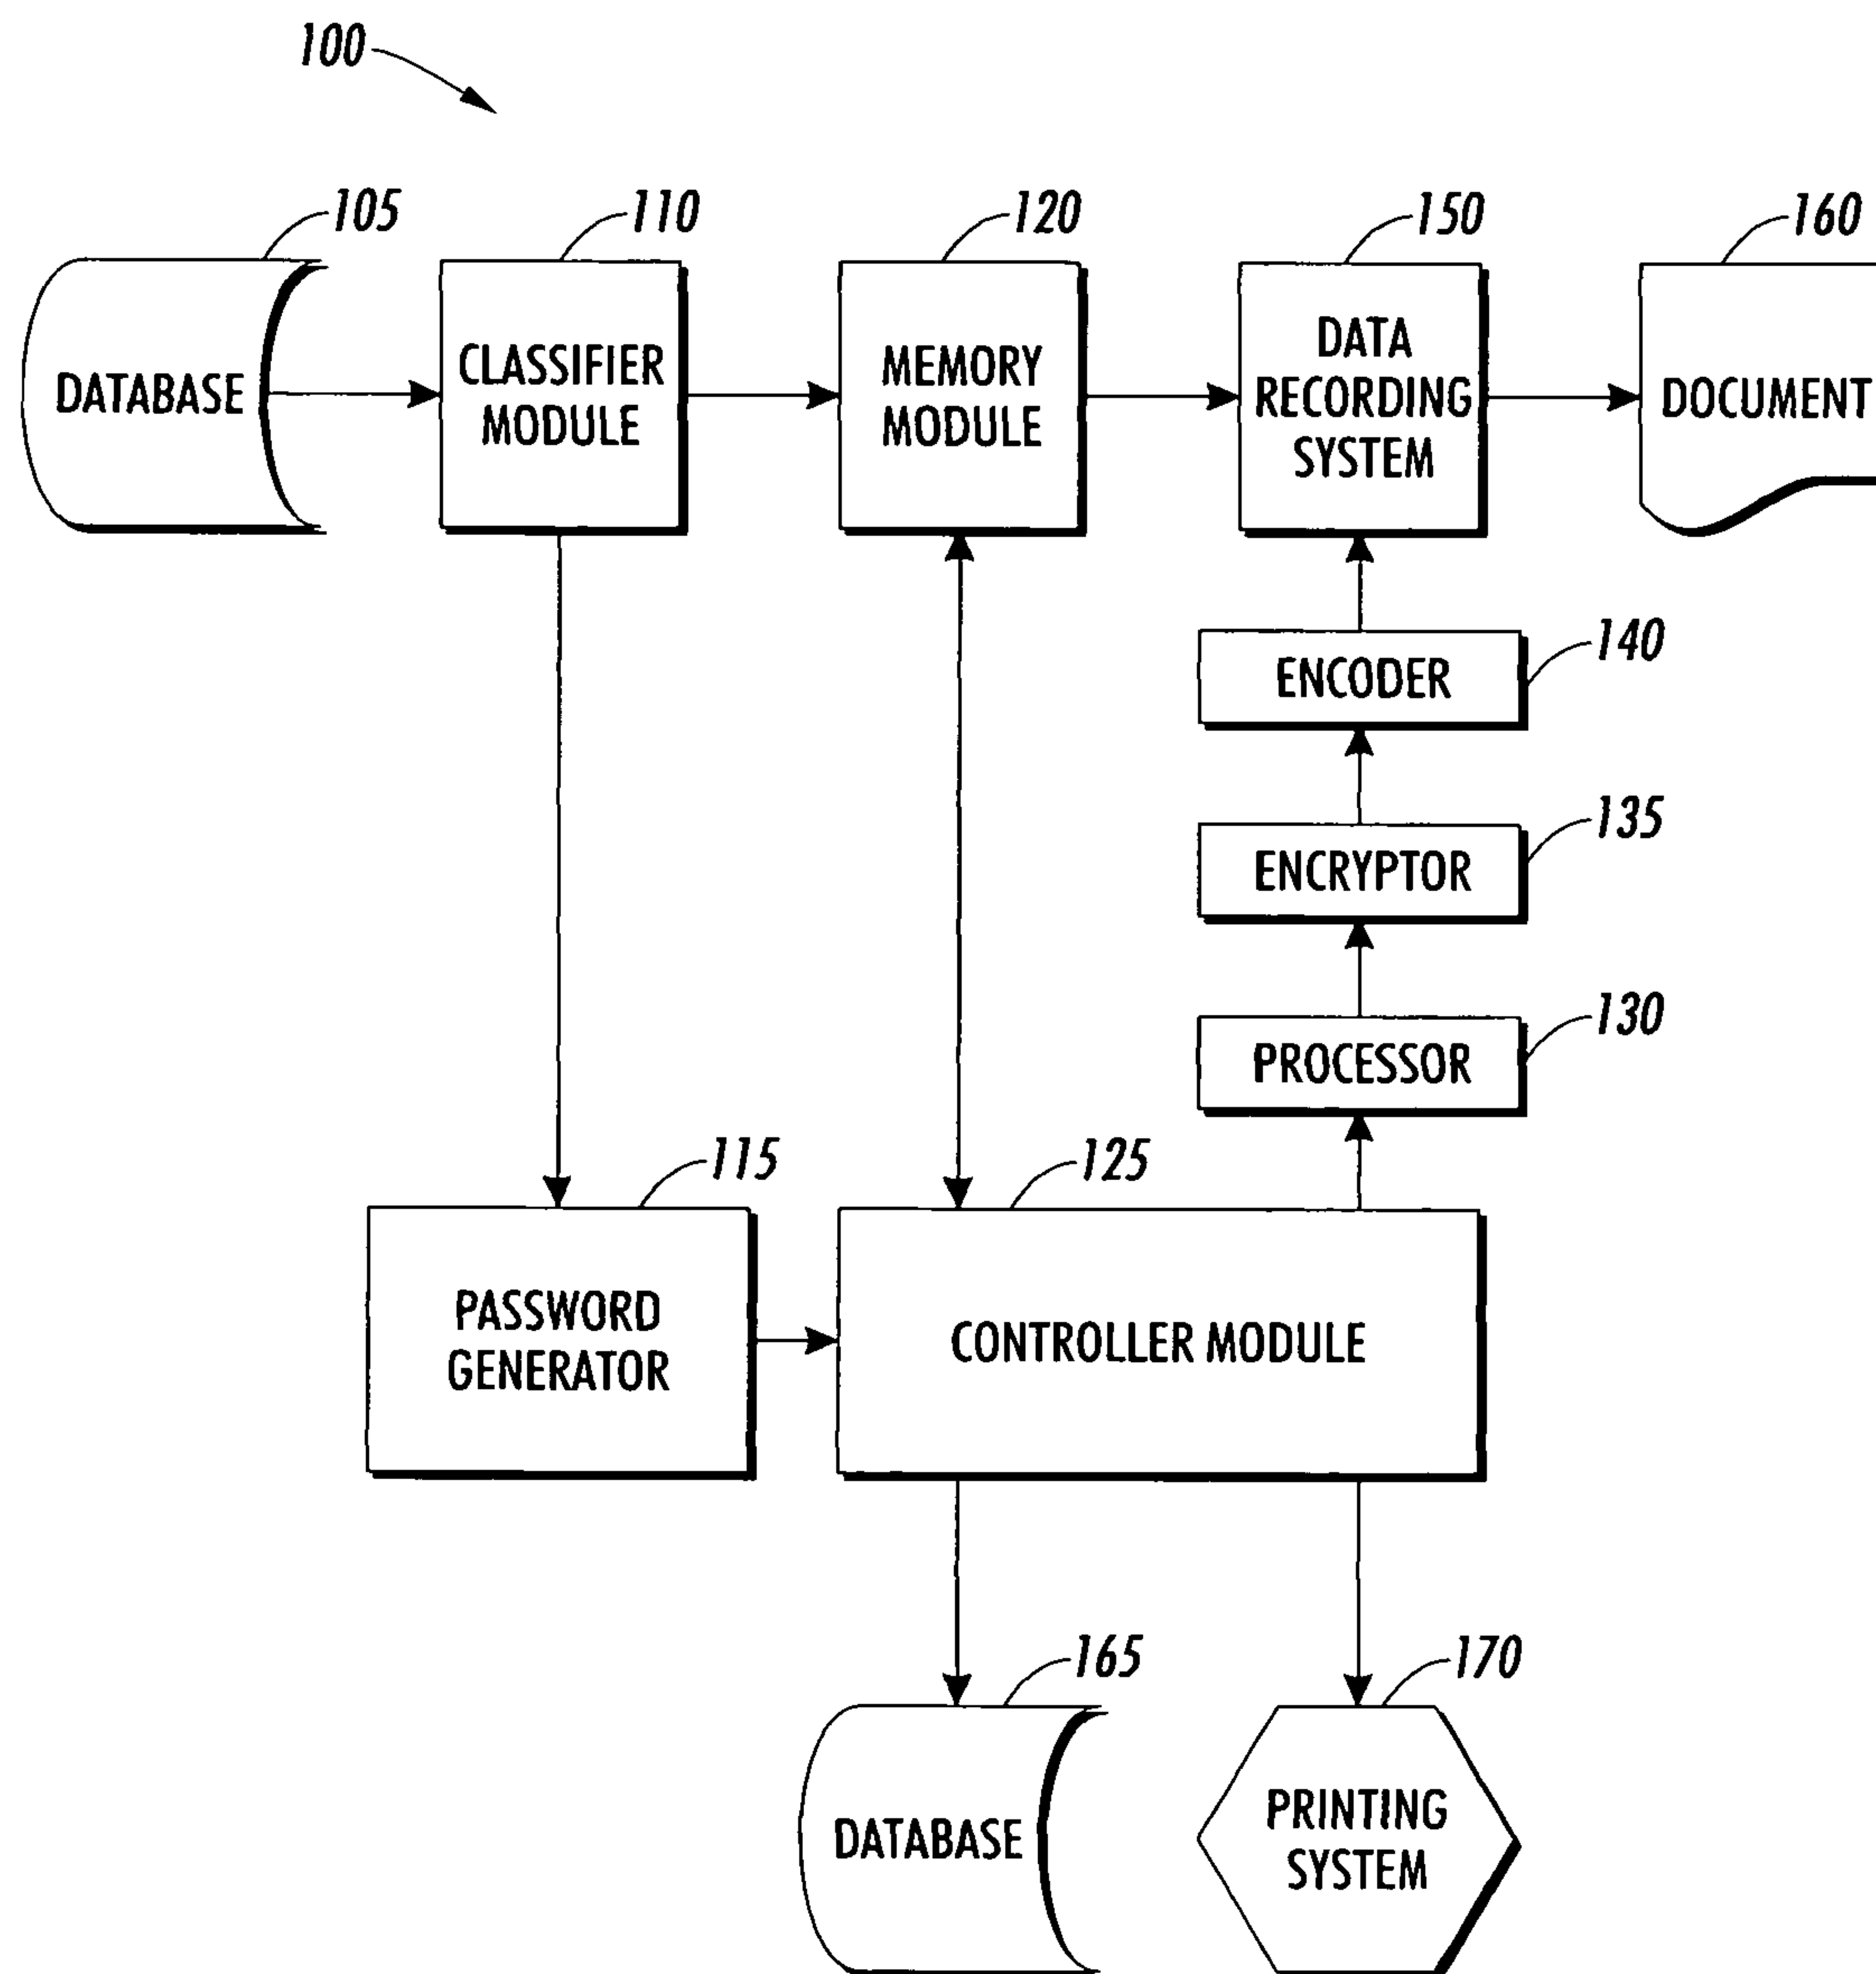 100
105
110
120
150
160
DATABASE
CLASSIFIER
MODULE
MEMORY
MODULE
DATA
RECORDING
SYSTEM
DOCUMENT
140
ENCODER
135
ENCRYPTOR
130
PROCESSOR
115
125
PASSWORD
GENERATOR
CONTROLLER MODULE
165
170
DATABASE
PRINTING
SYSTEM